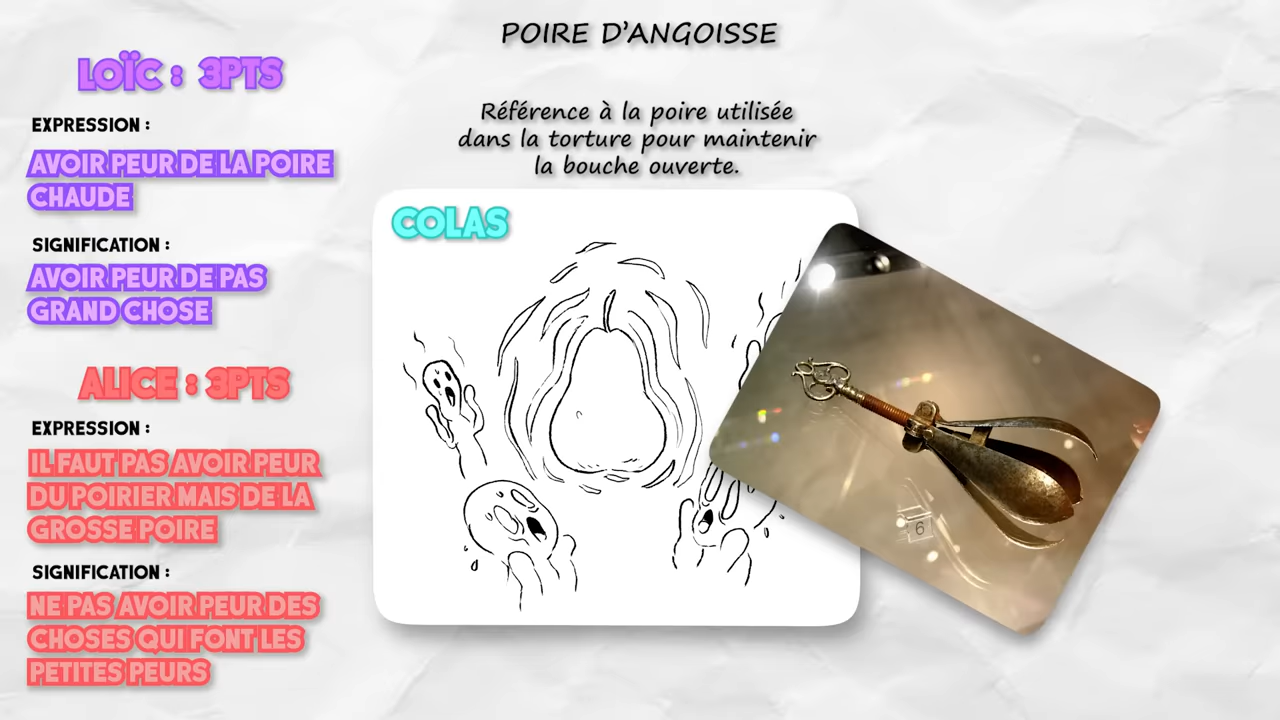 POIRE D'ANGOISSE
Référence à la poire utilisée
dans la torture pour maintenir
la bouche ouverte.
LOÏC : 3PTS
EXPRESSION :
AVOIR PEUR DE LA POIRE
CHAUDE
SIGNIFICATION :
AVOIR PEUR DE PAS
GRAND CHOSE
ALICE : 3PTS
EXPRESSION :
IL FAUT PAS AVOIR PEUR
DU POIRIER MAIS DE LA
GROSSE POIRE
SIGNIFICATION :
NE PAS AVOIR PEUR DES
CHOSES QUI FONT LES
PETITES PEURS
COLAS
6